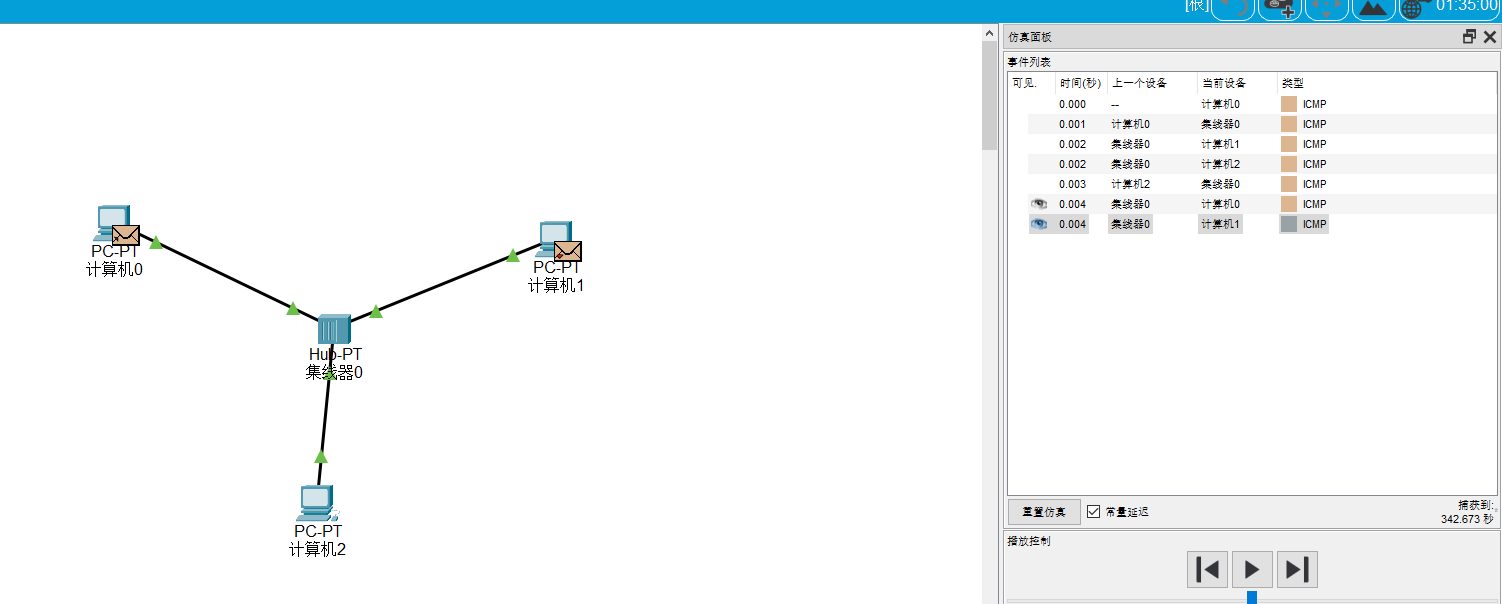 [根] 01:35:00
仿真面板
事件列表
可见. 时间(秒) 上一个设备 当前设备 类型
0.000 -- 计算机0 ICMP
0.001 计算机0 集线器0 ICMP
0.002 集线器0 计算机1 ICMP
0.002 集线器0 计算机2 ICMP
0.003 计算机2 集线器0 ICMP
0.004 集线器0 计算机0 ICMP
0.004 集线器0 计算机1 ICMP
PC-PT
计算机0
PC-PT
计算机1
Hub-PT
集线器0
PC-PT
计算机2
重置仿真 常量延迟 捕获到:
342.673 秒
播放控制